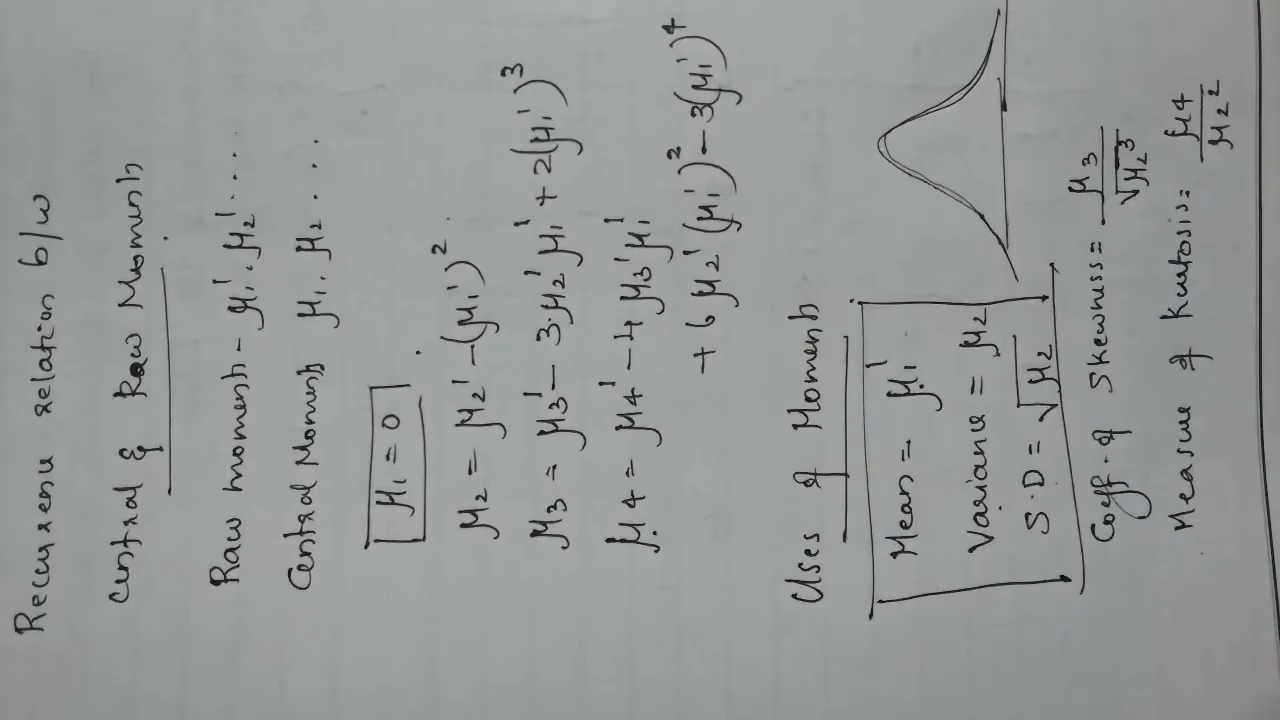 Recurrence relation b/w
Central & Raw Moments
Raw moments - μ₁', μ₂' ....
Central Moments μ₁, μ₂ ...
μ₁ = 0
μ₂ = μ₂' - (μ₁')²
μ₃ = μ₃' - 3μ₂'μ₁' + 2(μ₁')³
μ₄ = μ₄' - 4μ₃'μ₁'
+ 6μ₂'(μ₁')² - 3(μ₁')⁴
Uses of Moments
Mean = μ₁'
Variance = μ₂
S.D = √μ₂
Coeff. of Skewness = μ₃/√μ₂³
Measure of Kurtosis = μ4/μ₂²